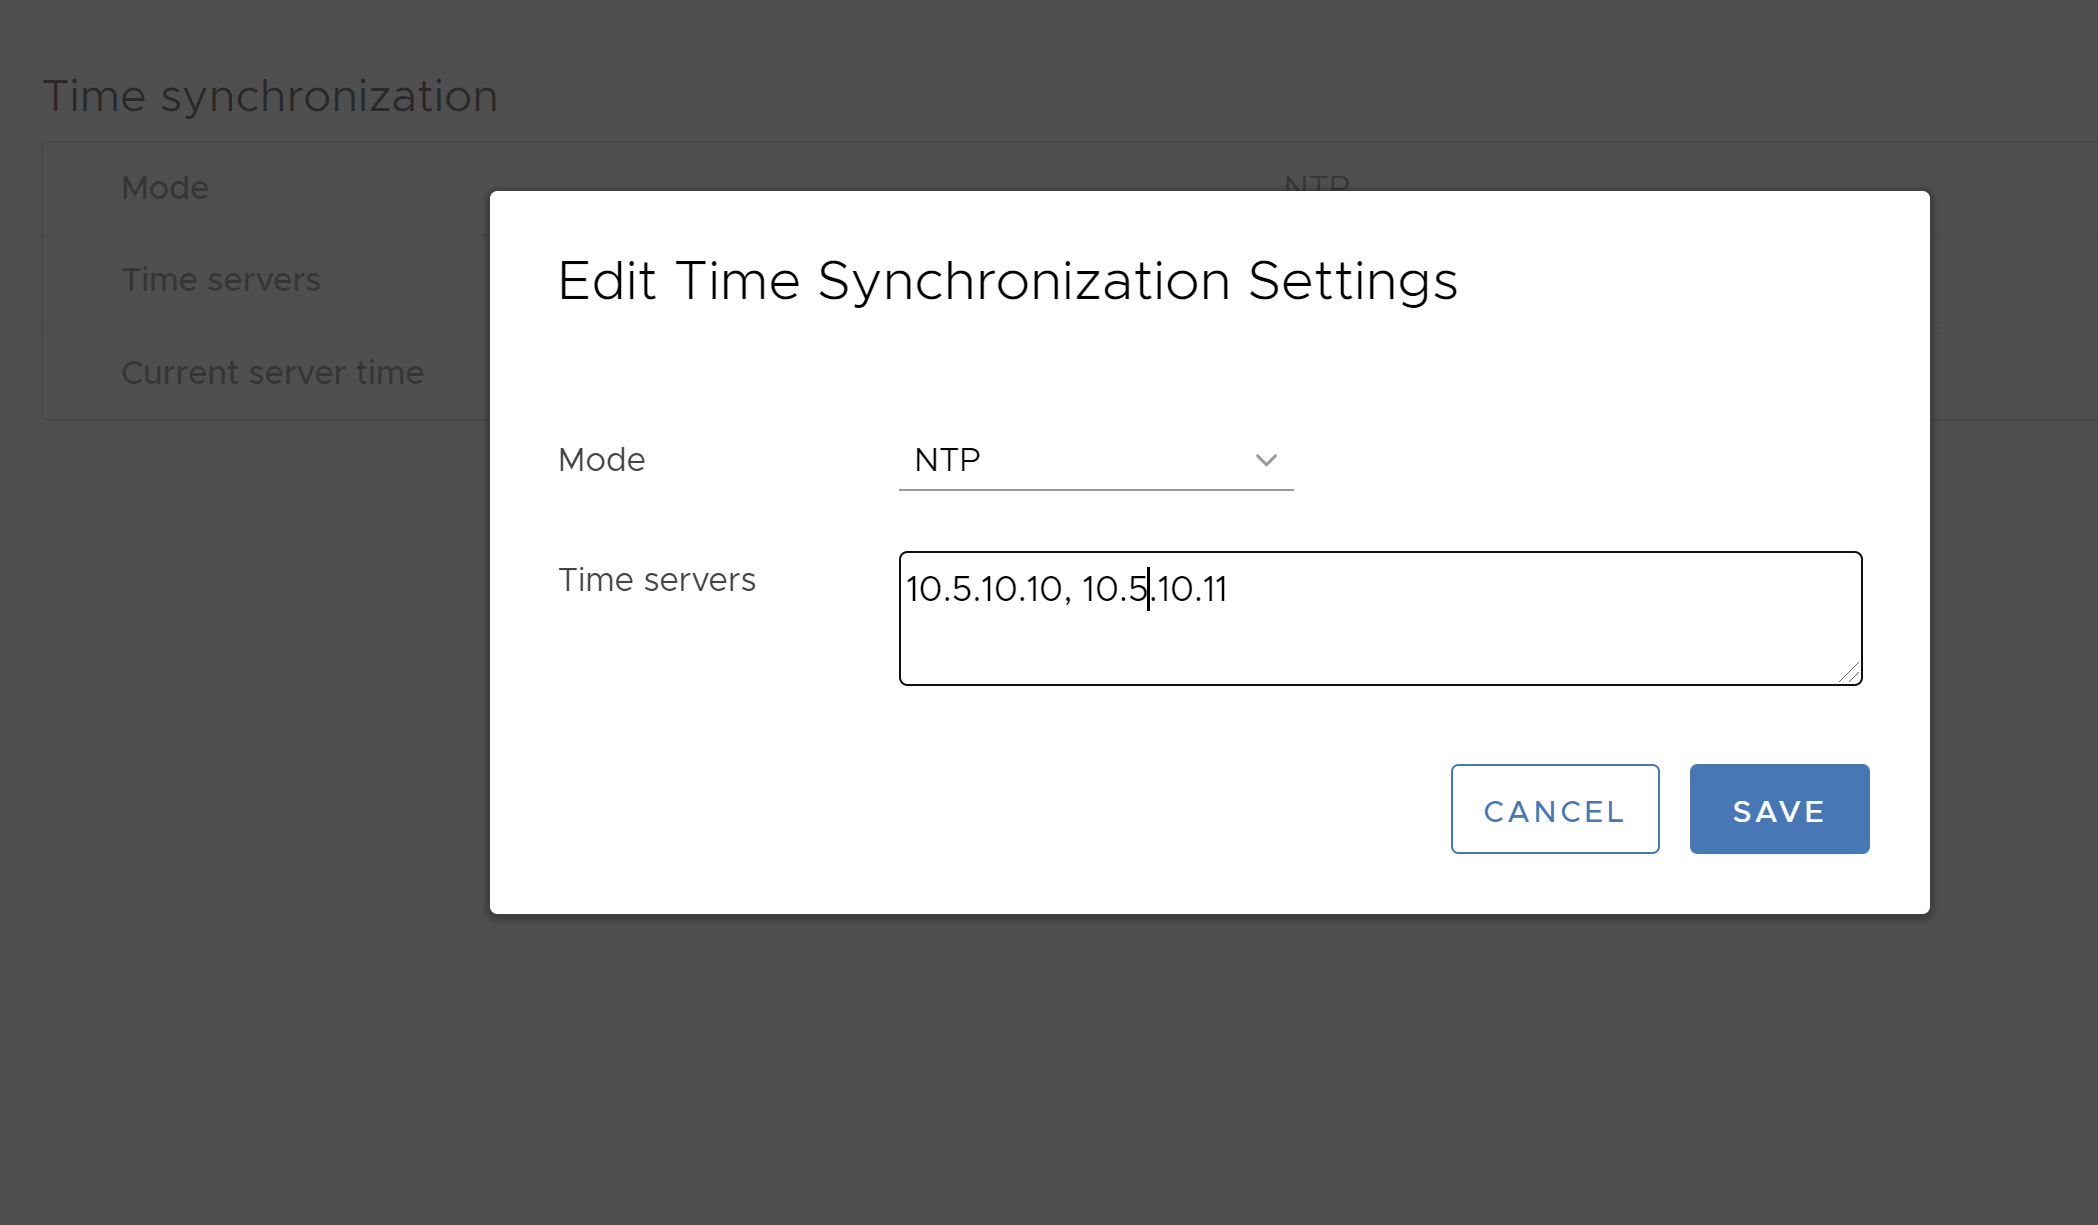 Time synchronization
Mode NTP
Time servers
Current server time
Edit Time Synchronization Settings
Mode NTP
Time servers 10.5.10.10, 10.5.10.11
CANCEL SAVE